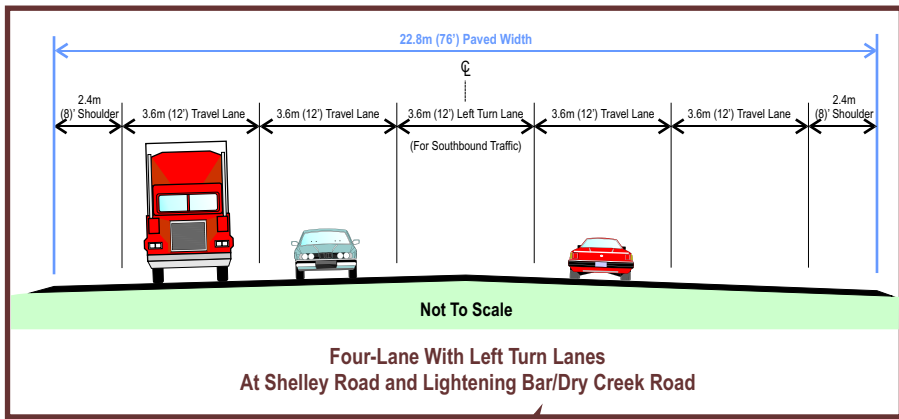 22.8m (76') Paved Width
℄
2.4m
(8)' Shoulder
3.6m (12') Travel Lane
3.6m (12') Travel Lane
3.6m (12') Left Turn Lane
3.6m (12') Travel Lane
3.6m (12') Travel Lane
2.4m
(8)' Shoulder
(For Southbound Traffic)
Not To Scale
Four-Lane With Left Turn Lanes
At Shelley Road and Lightening Bar/Dry Creek Road